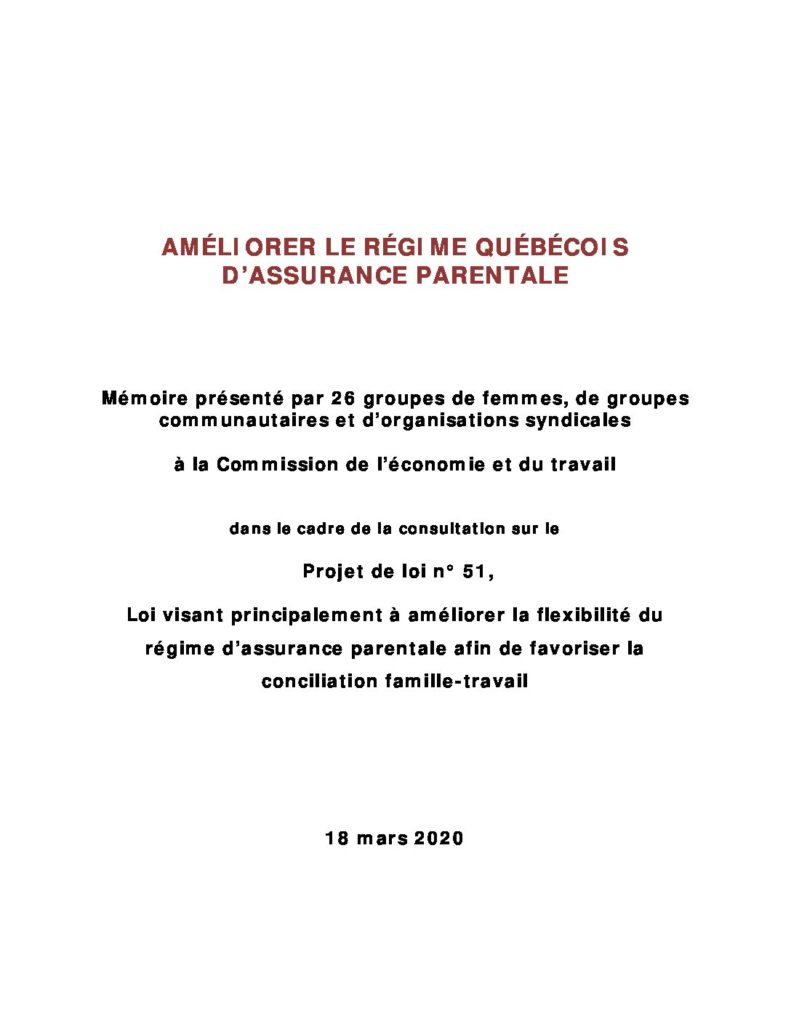 AMÉLIORER LE RÉGIME QUÉBÉCOIS
D’ASSURANCE PARENTALE
Mémoire présenté par 26 groupes de femmes, de groupes
communautaires et d’organisations syndicales
à la Commission de l’économie et du travail
dans le cadre de la consultation sur le
Projet de loi n° 51,
Loi visant principalement à améliorer la flexibilité du
régime d’assurance parentale afin de favoriser la
conciliation famille-travail
18 mars 2020